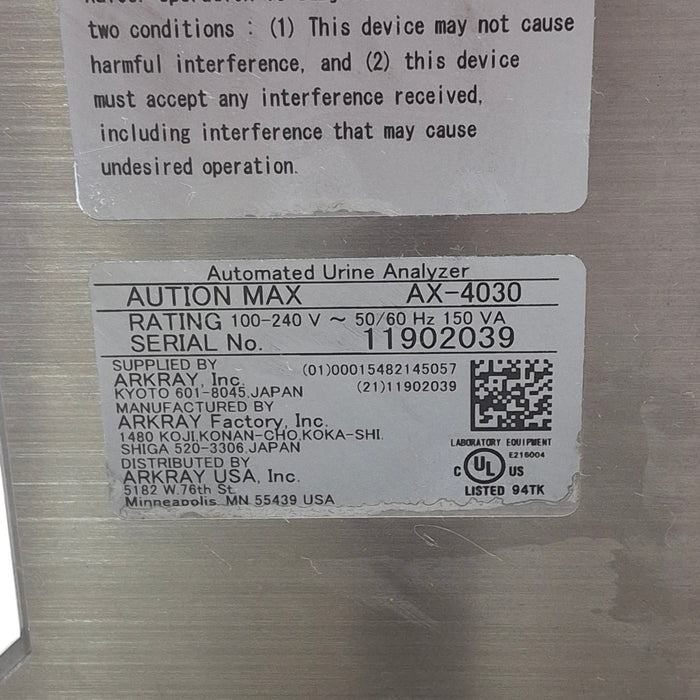 two conditions : (1) This device may not cause
harmful interference, and (2) this device
must accept any interference received,
including interference that may cause
undesired operation.
Automated Urine Analyzer
AUTION MAX AX-4030
RATING 100-240 V ~ 50/60 Hz 150 VA
SERIAL No. 11902039
SUPPLIED BY
ARKRAY, Inc.
KYOTO 601-8045,JAPAN
(01)00015482145057
(21)11902039
MANUFACTURED BY
ARKRAY Factory, Inc.
1480 KOJI,KONAN-CHO,KOKA-SHI,
SHIGA 520-3306,JAPAN
DISTRIBUTED BY
ARKRAY USA, Inc.
5182 W.76th St.
Minneapolis, MN 55439 USA
LABORATORY EQUIPMENT
E216004
C UL US
LISTED 94TK